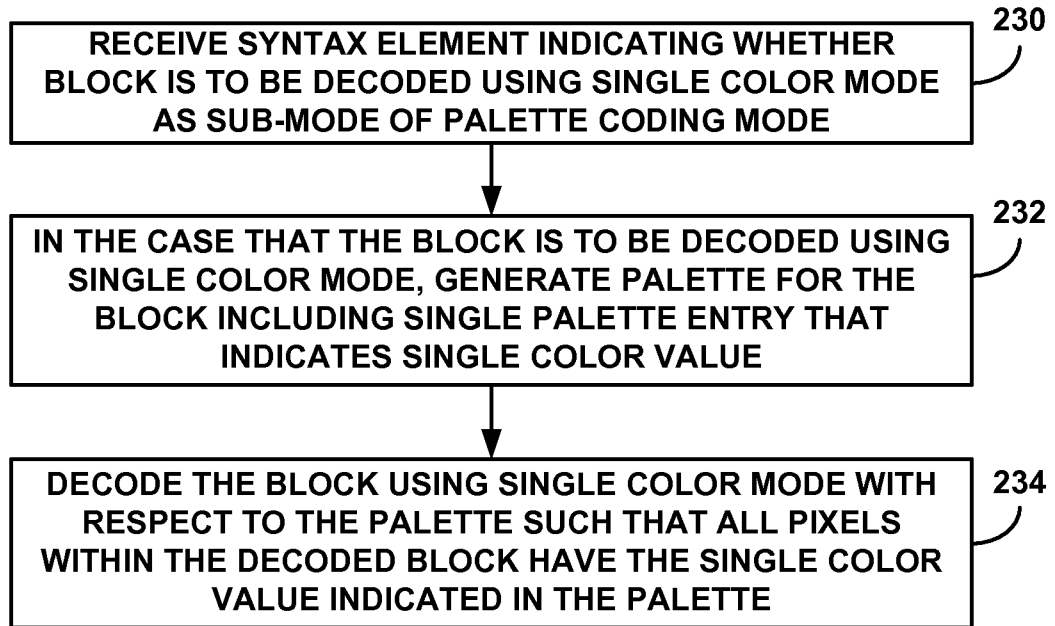 RECEIVE SYNTAX ELEMENT INDICATING WHETHER
BLOCK IS TO BE DECODED USING SINGLE COLOR MODE
AS SUB-MODE OF PALETTE CODING MODE
230
IN THE CASE THAT THE BLOCK IS TO BE DECODED USING
SINGLE COLOR MODE, GENERATE PALETTE FOR THE
BLOCK INCLUDING SINGLE PALETTE ENTRY THAT
INDICATES SINGLE COLOR VALUE
232
DECODE THE BLOCK USING SINGLE COLOR MODE WITH
RESPECT TO THE PALETTE SUCH THAT ALL PIXELS
WITHIN THE DECODED BLOCK HAVE THE SINGLE COLOR
VALUE INDICATED IN THE PALETTE
234